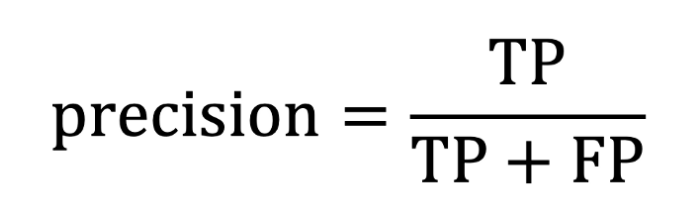 precision = TP / TP + FP